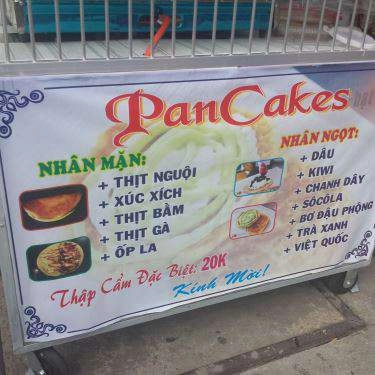 PanCakes
NHÂN MẶN:
+ THỊT NGUỘI
+ XÚC XÍCH
+ THỊT BẰM
+ THỊT GÀ
+ ỐP LA
NHÂN NGỌT:
+ DÂU
+ KIWI
+ CHANH DÂY
+ SÔCÔLA
+ BƠ ĐẬU PHỘNG
+ TRÀ XANH
+ VIỆT QUỐC
Thập Cẩm Đặc Biệt: 20K
Kính Mời!